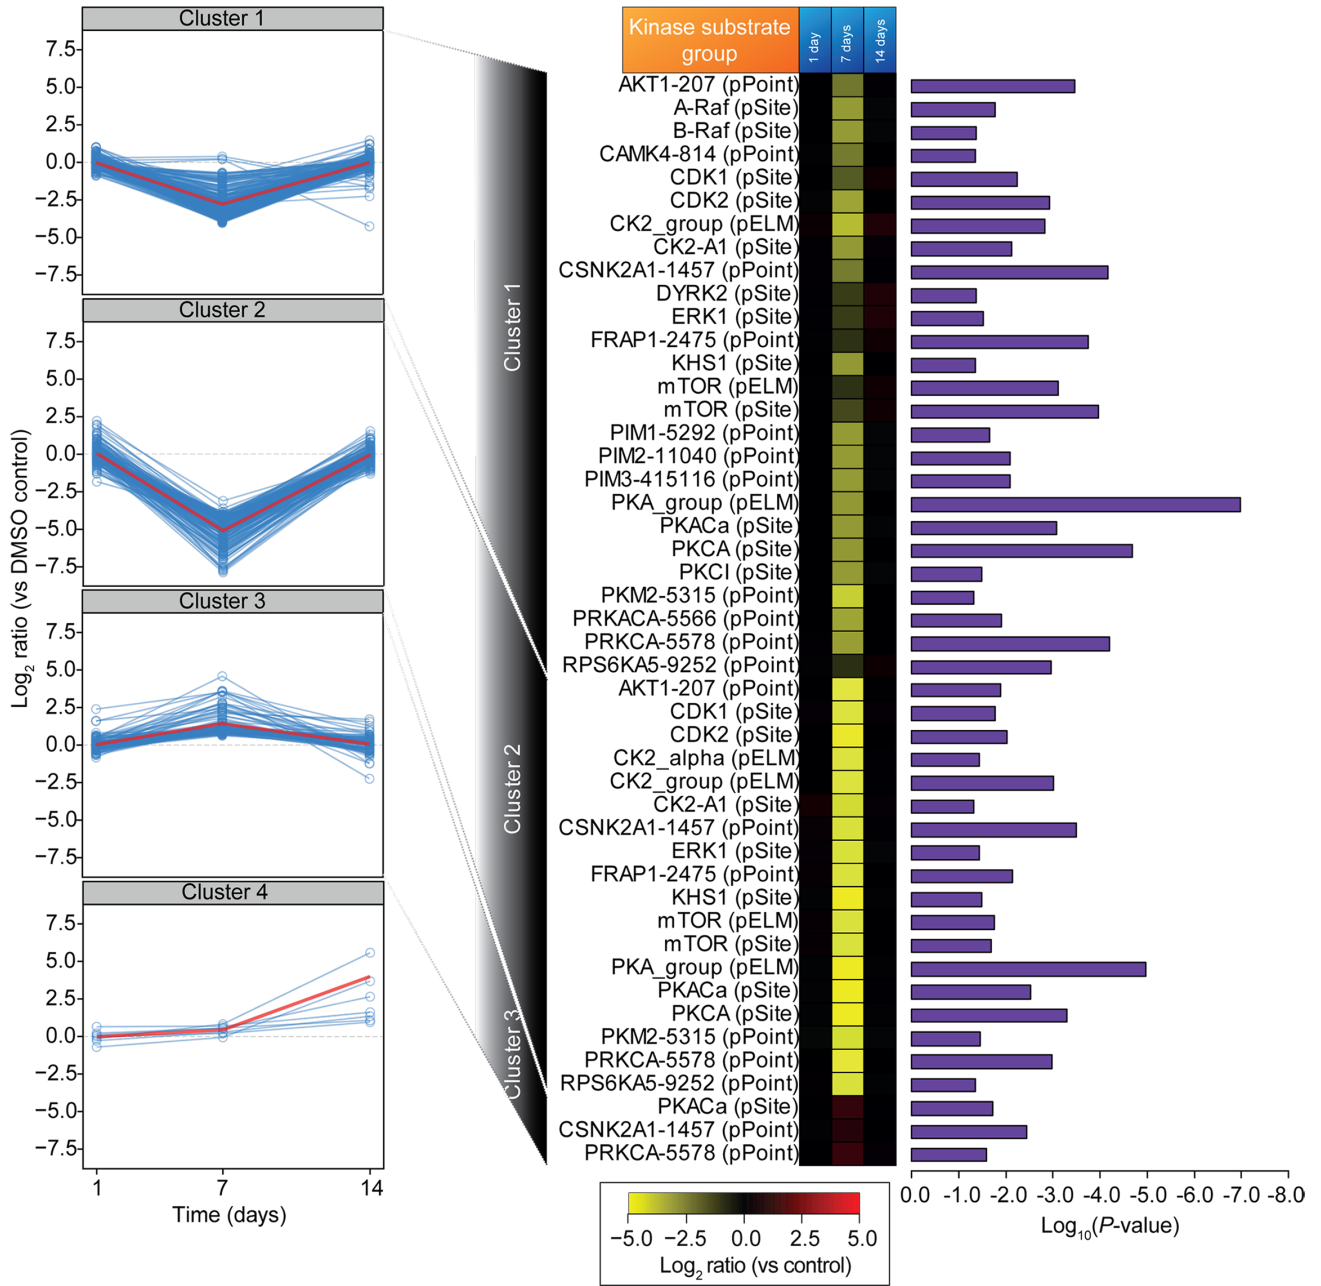 Cluster 1
7.5
5.0
2.5
0.0
−2.5
−5.0
−7.5
Cluster 2
7.5
5.0
2.5
0.0
−2.5
−5.0
−7.5
Cluster 3
7.5
5.0
2.5
0.0
−2.5
−5.0
−7.5
Cluster 4
7.5
5.0
2.5
0.0
−2.5
−5.0
−7.5
1 7 14
Time (days)
Log2 ratio (vs DMSO control)
Cluster 1
Cluster 2
Cluster 3
Kinase substrate
group
1 day
7 days
14 days
AKT1-207 (pPoint)
A-Raf (pSite)
B-Raf (pSite)
CAMK4-814 (pPoint)
CDK1 (pSite)
CDK2 (pSite)
CK2_group (pELM)
CK2-A1 (pSite)
CSNK2A1-1457 (pPoint)
DYRK2 (pSite)
ERK1 (pSite)
FRAP1-2475 (pPoint)
KHS1 (pSite)
mTOR (pELM)
mTOR (pSite)
PIM1-5292 (pPoint)
PIM2-11040 (pPoint)
PIM3-415116 (pPoint)
PKA_group (pELM)
PKACa (pSite)
PKCA (pSite)
PKCI (pSite)
PKM2-5315 (pPoint)
PRKACA-5566 (pPoint)
PRKCA-5578 (pPoint)
RPS6KA5-9252 (pPoint)
AKT1-207 (pPoint)
CDK1 (pSite)
CDK2 (pSite)
CK2_alpha (pELM)
CK2_group (pELM)
CK2-A1 (pSite)
CSNK2A1-1457 (pPoint)
ERK1 (pSite)
FRAP1-2475 (pPoint)
KHS1 (pSite)
mTOR (pELM)
mTOR (pSite)
PKA_group (pELM)
PKACa (pSite)
PKCA (pSite)
PKM2-5315 (pPoint)
PRKCA-5578 (pPoint)
RPS6KA5-9252 (pPoint)
PKACa (pSite)
CSNK2A1-1457 (pPoint)
PRKCA-5578 (pPoint)
−5.0 −2.5 0.0 2.5 5.0
Log2 ratio (vs control)
0.0 -1.0 -2.0 -3.0 -4.0 -5.0 -6.0 -7.0 -8.0
Log10(P-value)